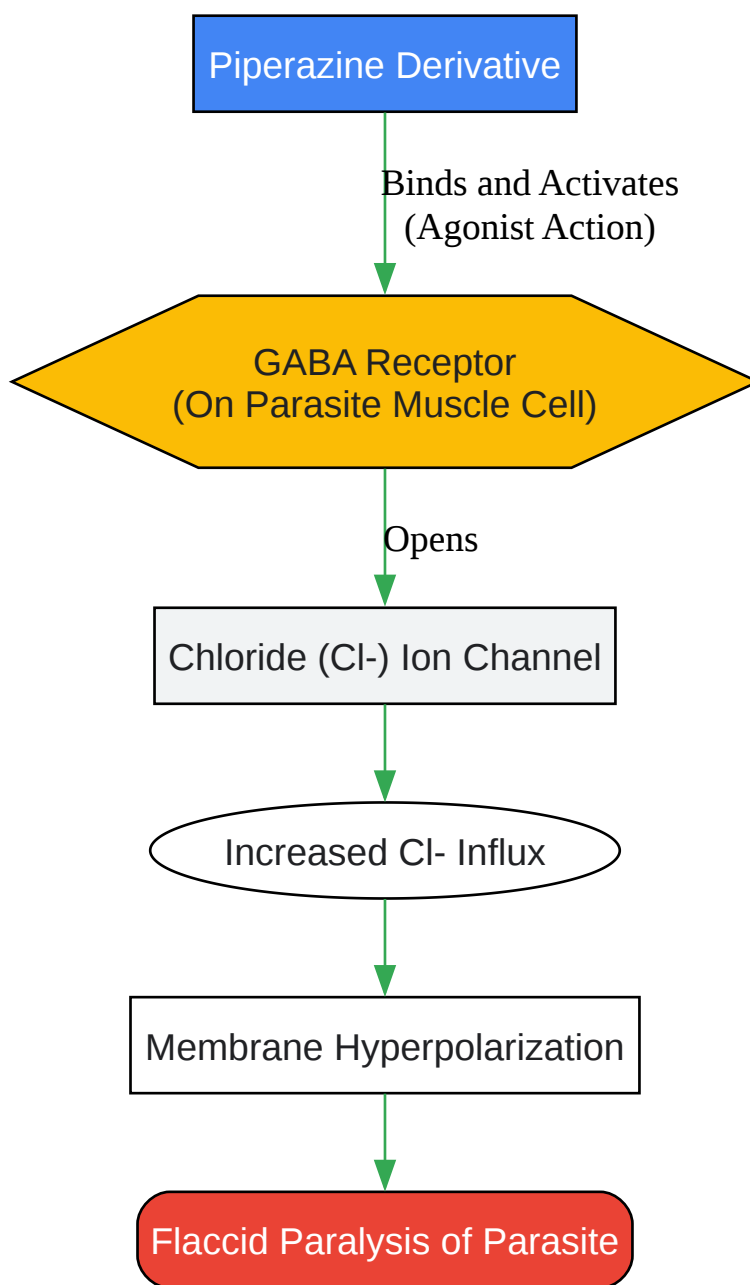 Piperazine Derivative
Binds and Activates
(Agonist Action)
GABA Receptor
(On Parasite Muscle Cell)
Opens
Chloride (Cl-) Ion Channel
Increased Cl- Influx
Membrane Hyperpolarization
Flaccid Paralysis of Parasite